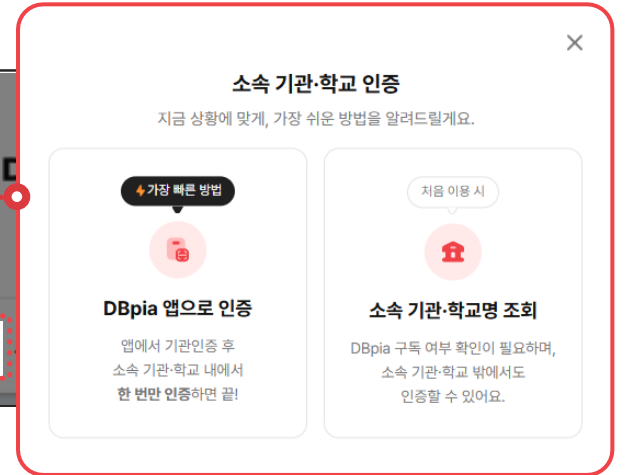 소속 기관·학교 인증
지금 상황에 맞게, 가장 쉬운 방법을 알려드릴게요.
가장 빠른 방법
DBpia 앱으로 인증
앱에서 기관인증 후
소속 기관·학교 내에서
한 번만 인증하면 끝!
처음 이용 시
소속 기관·학교명 조회
DBpia 구독 여부 확인이 필요하며,
소속 기관·학교 밖에서도
인증할 수 있어요.